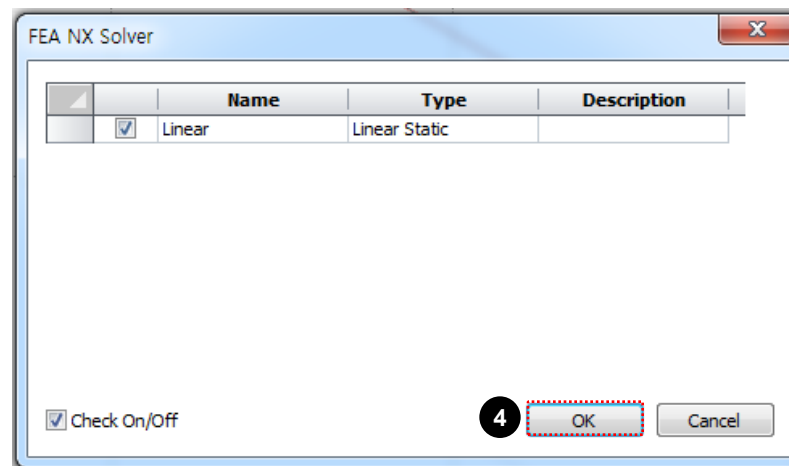 FEA NX Solver
Name Type Description
Linear Linear Static
Check On/Off 4 OK Cancel